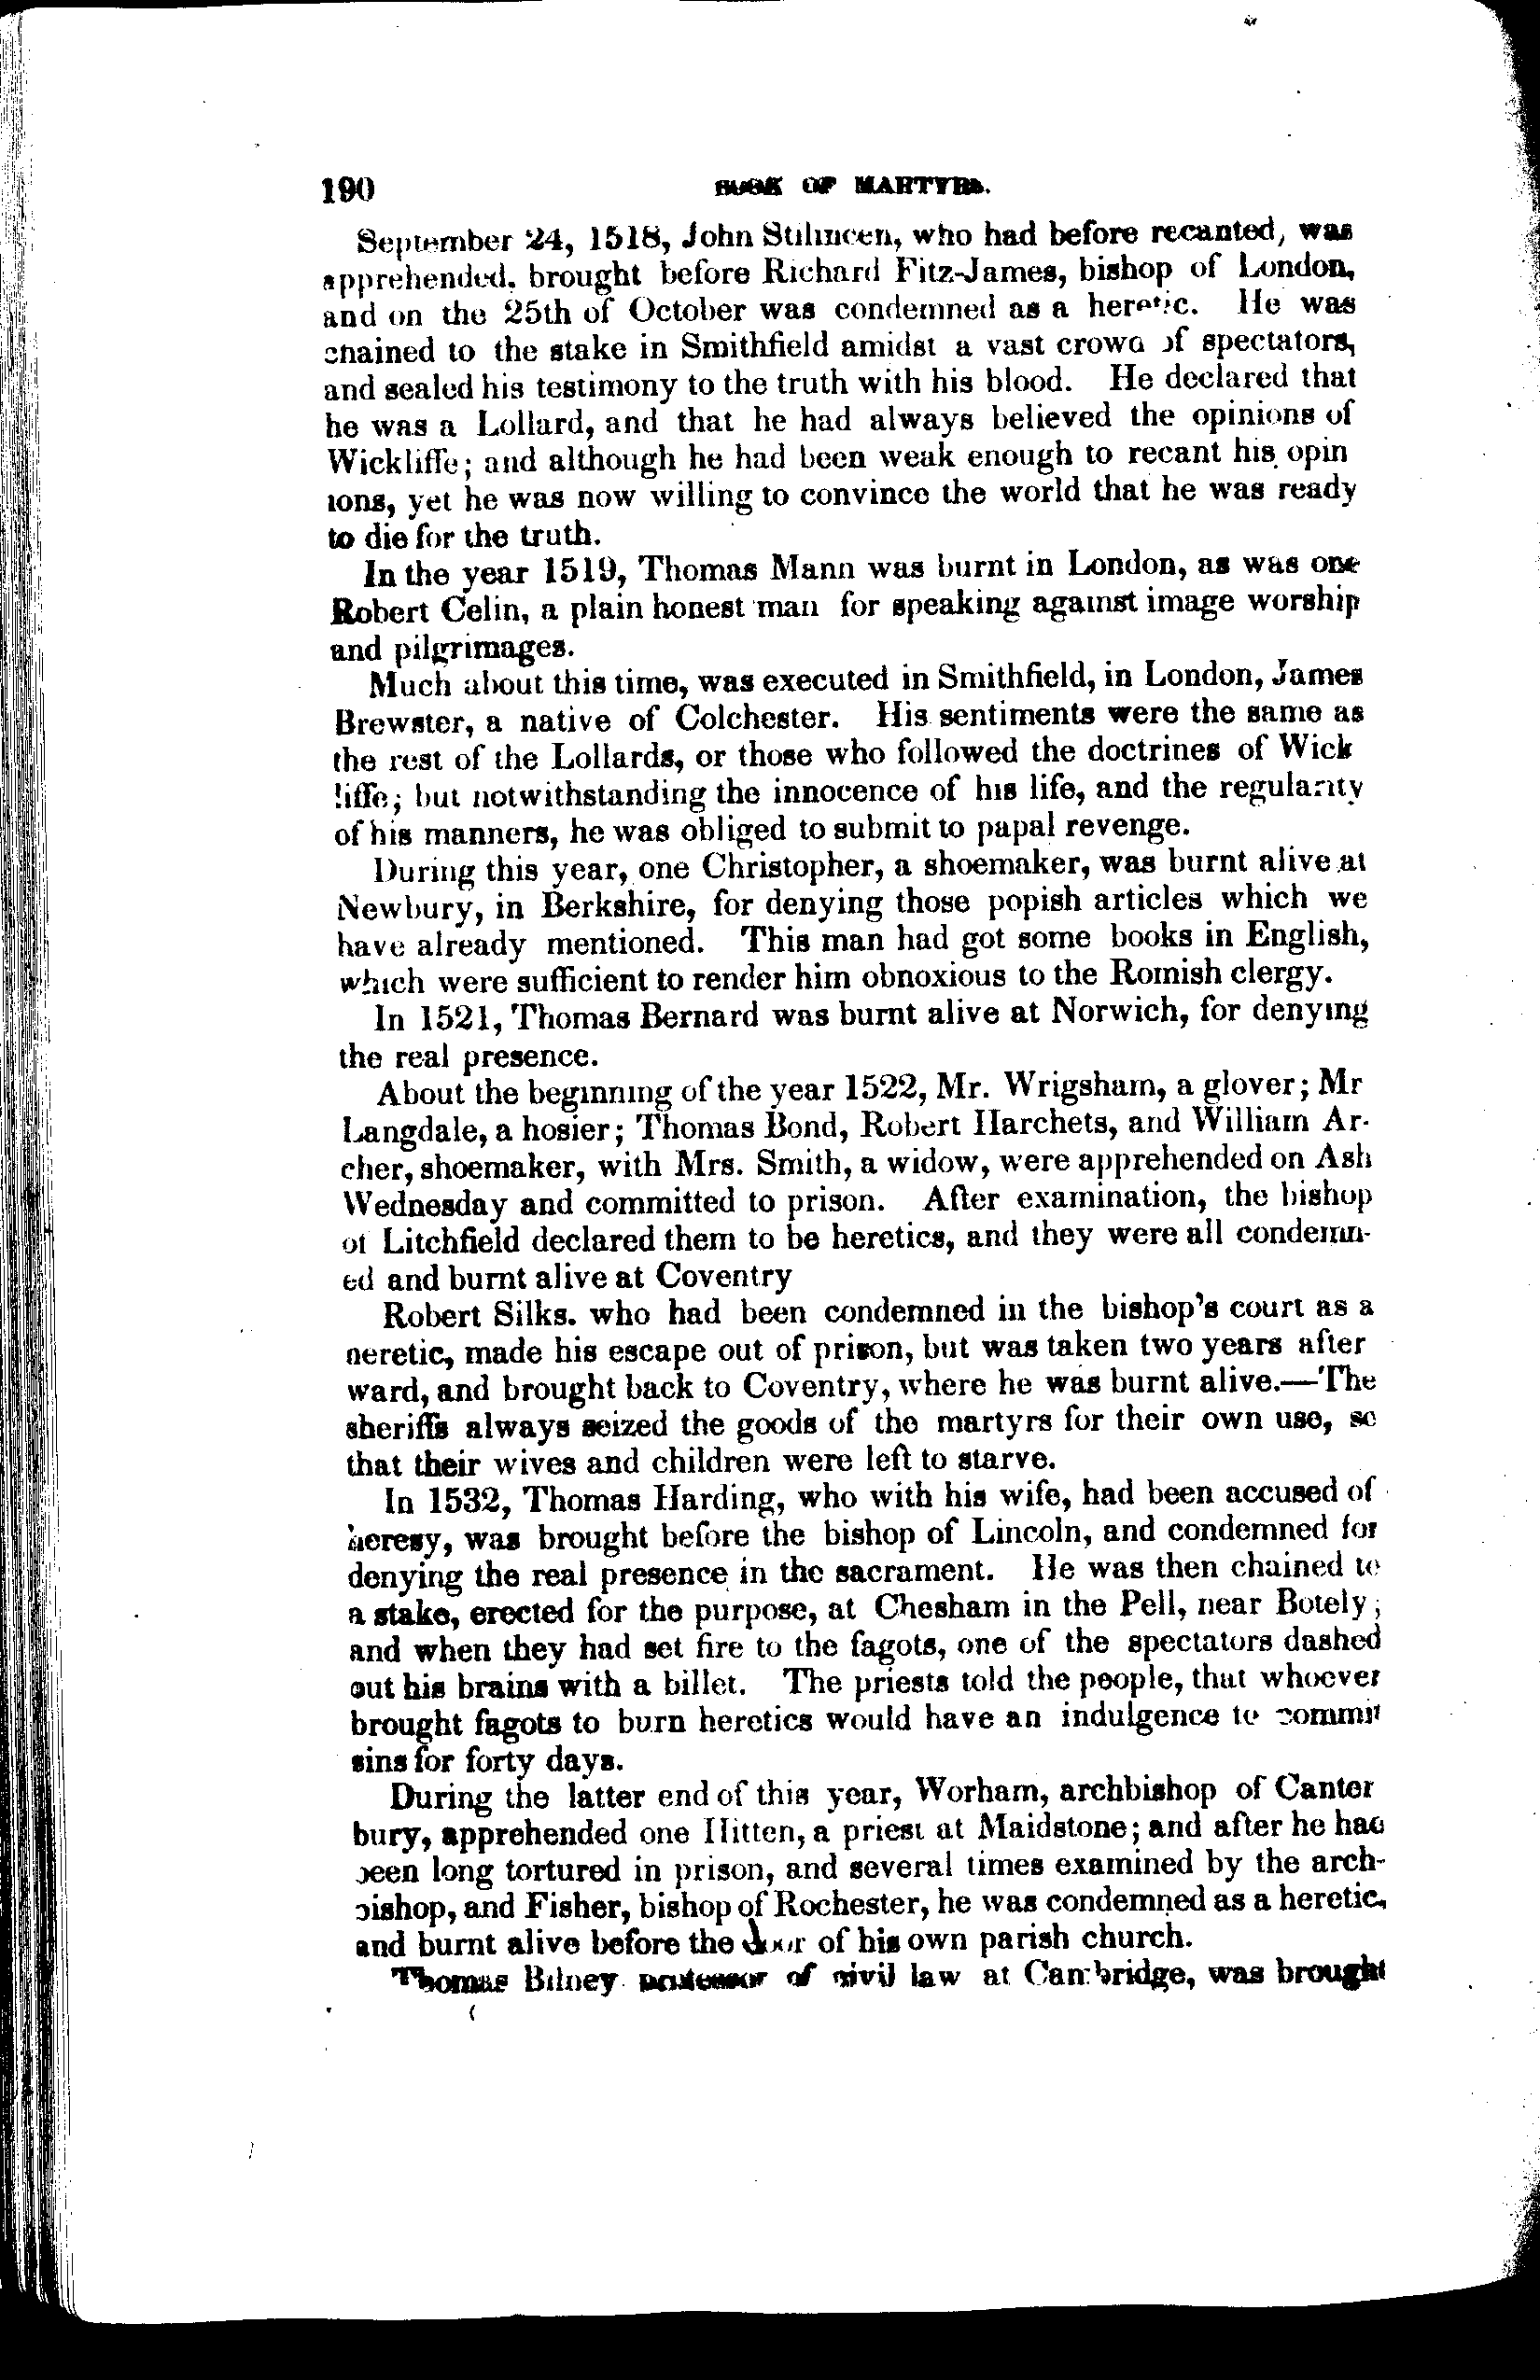 190 BOOK OF MARTYRS.
September 24, 1518, John Stilincen, who had before recanted, was
apprehended, brought before Richard Fitz-James, bishop of London,
and on the 25th of October was condemned as a heretic. He was
chained to the stake in Smithfield amidst a vast crowd of spectators,
and sealed his testimony to the truth with his blood. He declared that
he was a Lollard, and that he had always believed the opinions of
Wickliffe; and although he had been weak enough to recant his opin
ions, yet he was now willing to convince the world that he was ready
to die for the truth.
In the year 1519, Thomas Mann was burnt in London, as was one
Robert Celin, a plain honest man for speaking against image worship
and pilgrimages.
Much about this time, was executed in Smithfield, in London, James
Brewster, a native of Colchester. His sentiments were the same as
the rest of the Lollards, or those who followed the doctrines of Wick
liffe; but notwithstanding the innocence of his life, and the regularity
of his manners, he was obliged to submit to papal revenge.
During this year, one Christopher, a shoemaker, was burnt alive at
Newbury, in Berkshire, for denying those popish articles which we
have already mentioned. This man had got some books in English,
which were sufficient to render him obnoxious to the Romish clergy.
In 1521, Thomas Bernard was burnt alive at Norwich, for denying
the real presence.
About the beginning of the year 1522, Mr. Wrigsham, a glover; Mr
Langdale, a hosier; Thomas Bond, Robert Harchets, and William Ar-
cher, shoemaker, with Mrs. Smith, a widow, were apprehended on Ash
Wednesday and committed to prison. After examination, the bishop
of Litchfield declared them to be heretics, and they were all condemn-
ed and burnt alive at Coventry
Robert Silks. who had been condemned in the bishop's court as a
heretic, made his escape out of prison, but was taken two years after
ward, and brought back to Coventry, where he was burnt alive.—The
sheriffs always seized the goods of the martyrs for their own use, so
that their wives and children were left to starve.
In 1532, Thomas Harding, who with his wife, had been accused of
heresy, was brought before the bishop of Lincoln, and condemned for
denying the real presence in the sacrament. He was then chained to
a stake, erected for the purpose, at Chesham in the Pell, near Botely;
and when they had set fire to the fagots, one of the spectators dashed
out his brains with a billet. The priests told the people, that whoever
brought fagots to burn heretics would have an indulgence to commit
sins for forty days.
During the latter end of this year, Worham, archbishop of Canter
bury, apprehended one Hitten, a priest at Maidstone; and after he had
been long tortured in prison, and several times examined by the arch-
bishop, and Fisher, bishop of Rochester, he was condemned as a heretic,
and burnt alive before the door of his own parish church.
Thomas Bilney professor of civil law at Cambridge, was brought